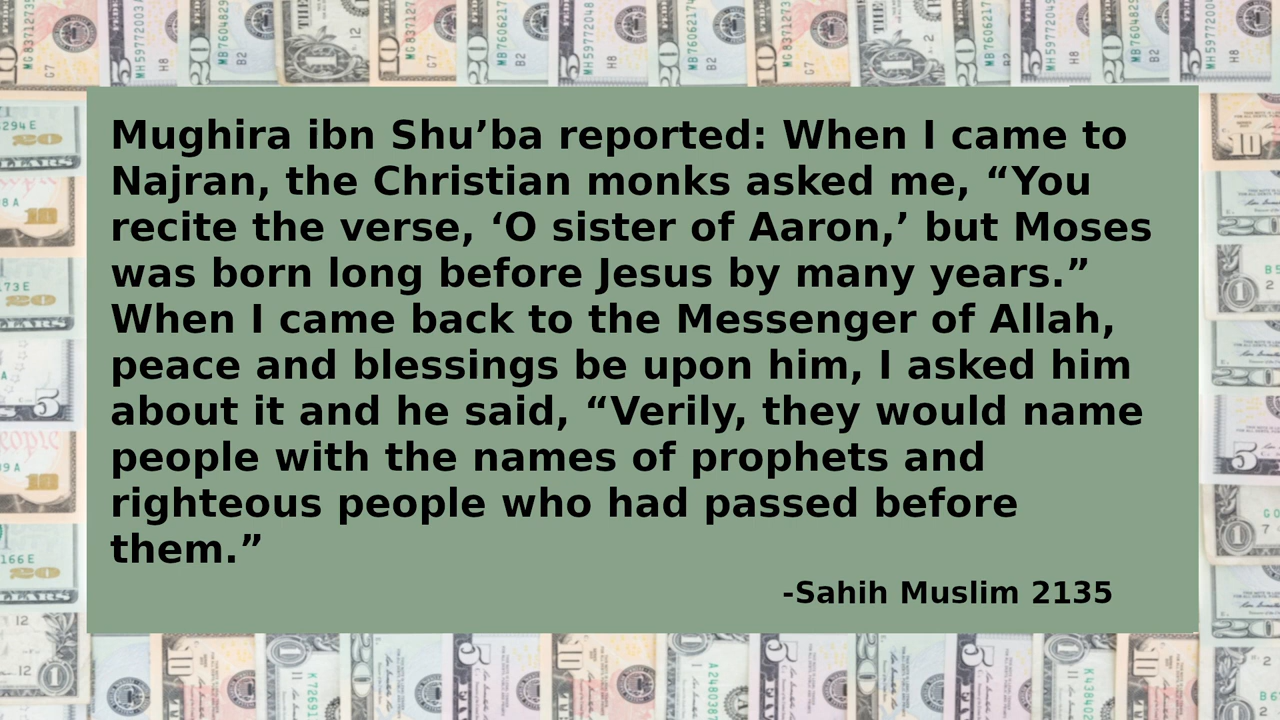 Mughira ibn Shu’ba reported: When I came to
Najran, the Christian monks asked me, “You
recite the verse, ‘O sister of Aaron,’ but Moses
was born long before Jesus by many years.”
When I came back to the Messenger of Allah,
peace and blessings be upon him, I asked him
about it and he said, “Verily, they would name
people with the names of prophets and
righteous people who had passed before
them.”
-Sahih Muslim 2135